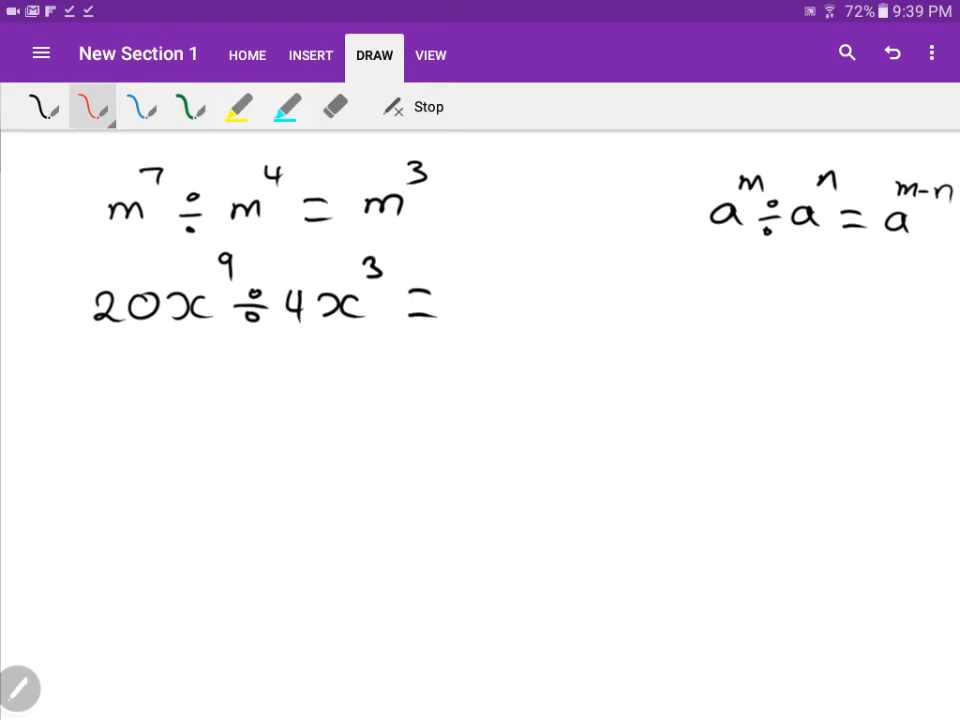 72% 9:39 PM
New Section 1 HOME INSERT DRAW VIEW
Stop
m⁷ ÷ m⁴ = m³
aᵐ ÷ aⁿ = aᵐ⁻ⁿ
20x⁹ ÷ 4x³ =